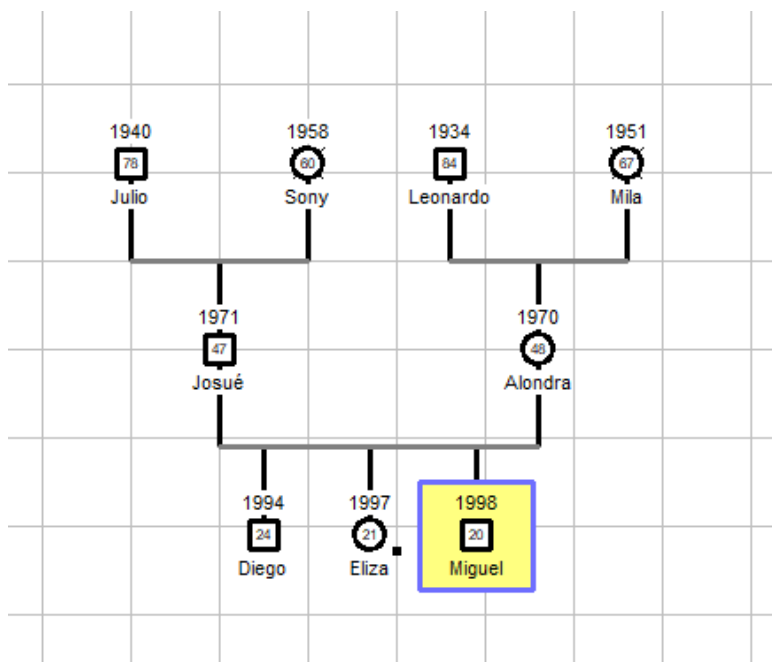 1940 1958 1934 1951
78 60 84 67
Julio Sony Leonardo Mila
1971 1970
47 48
Josué Alondra
1994 1997 1998
24 21 20
Diego Eliza Miguel